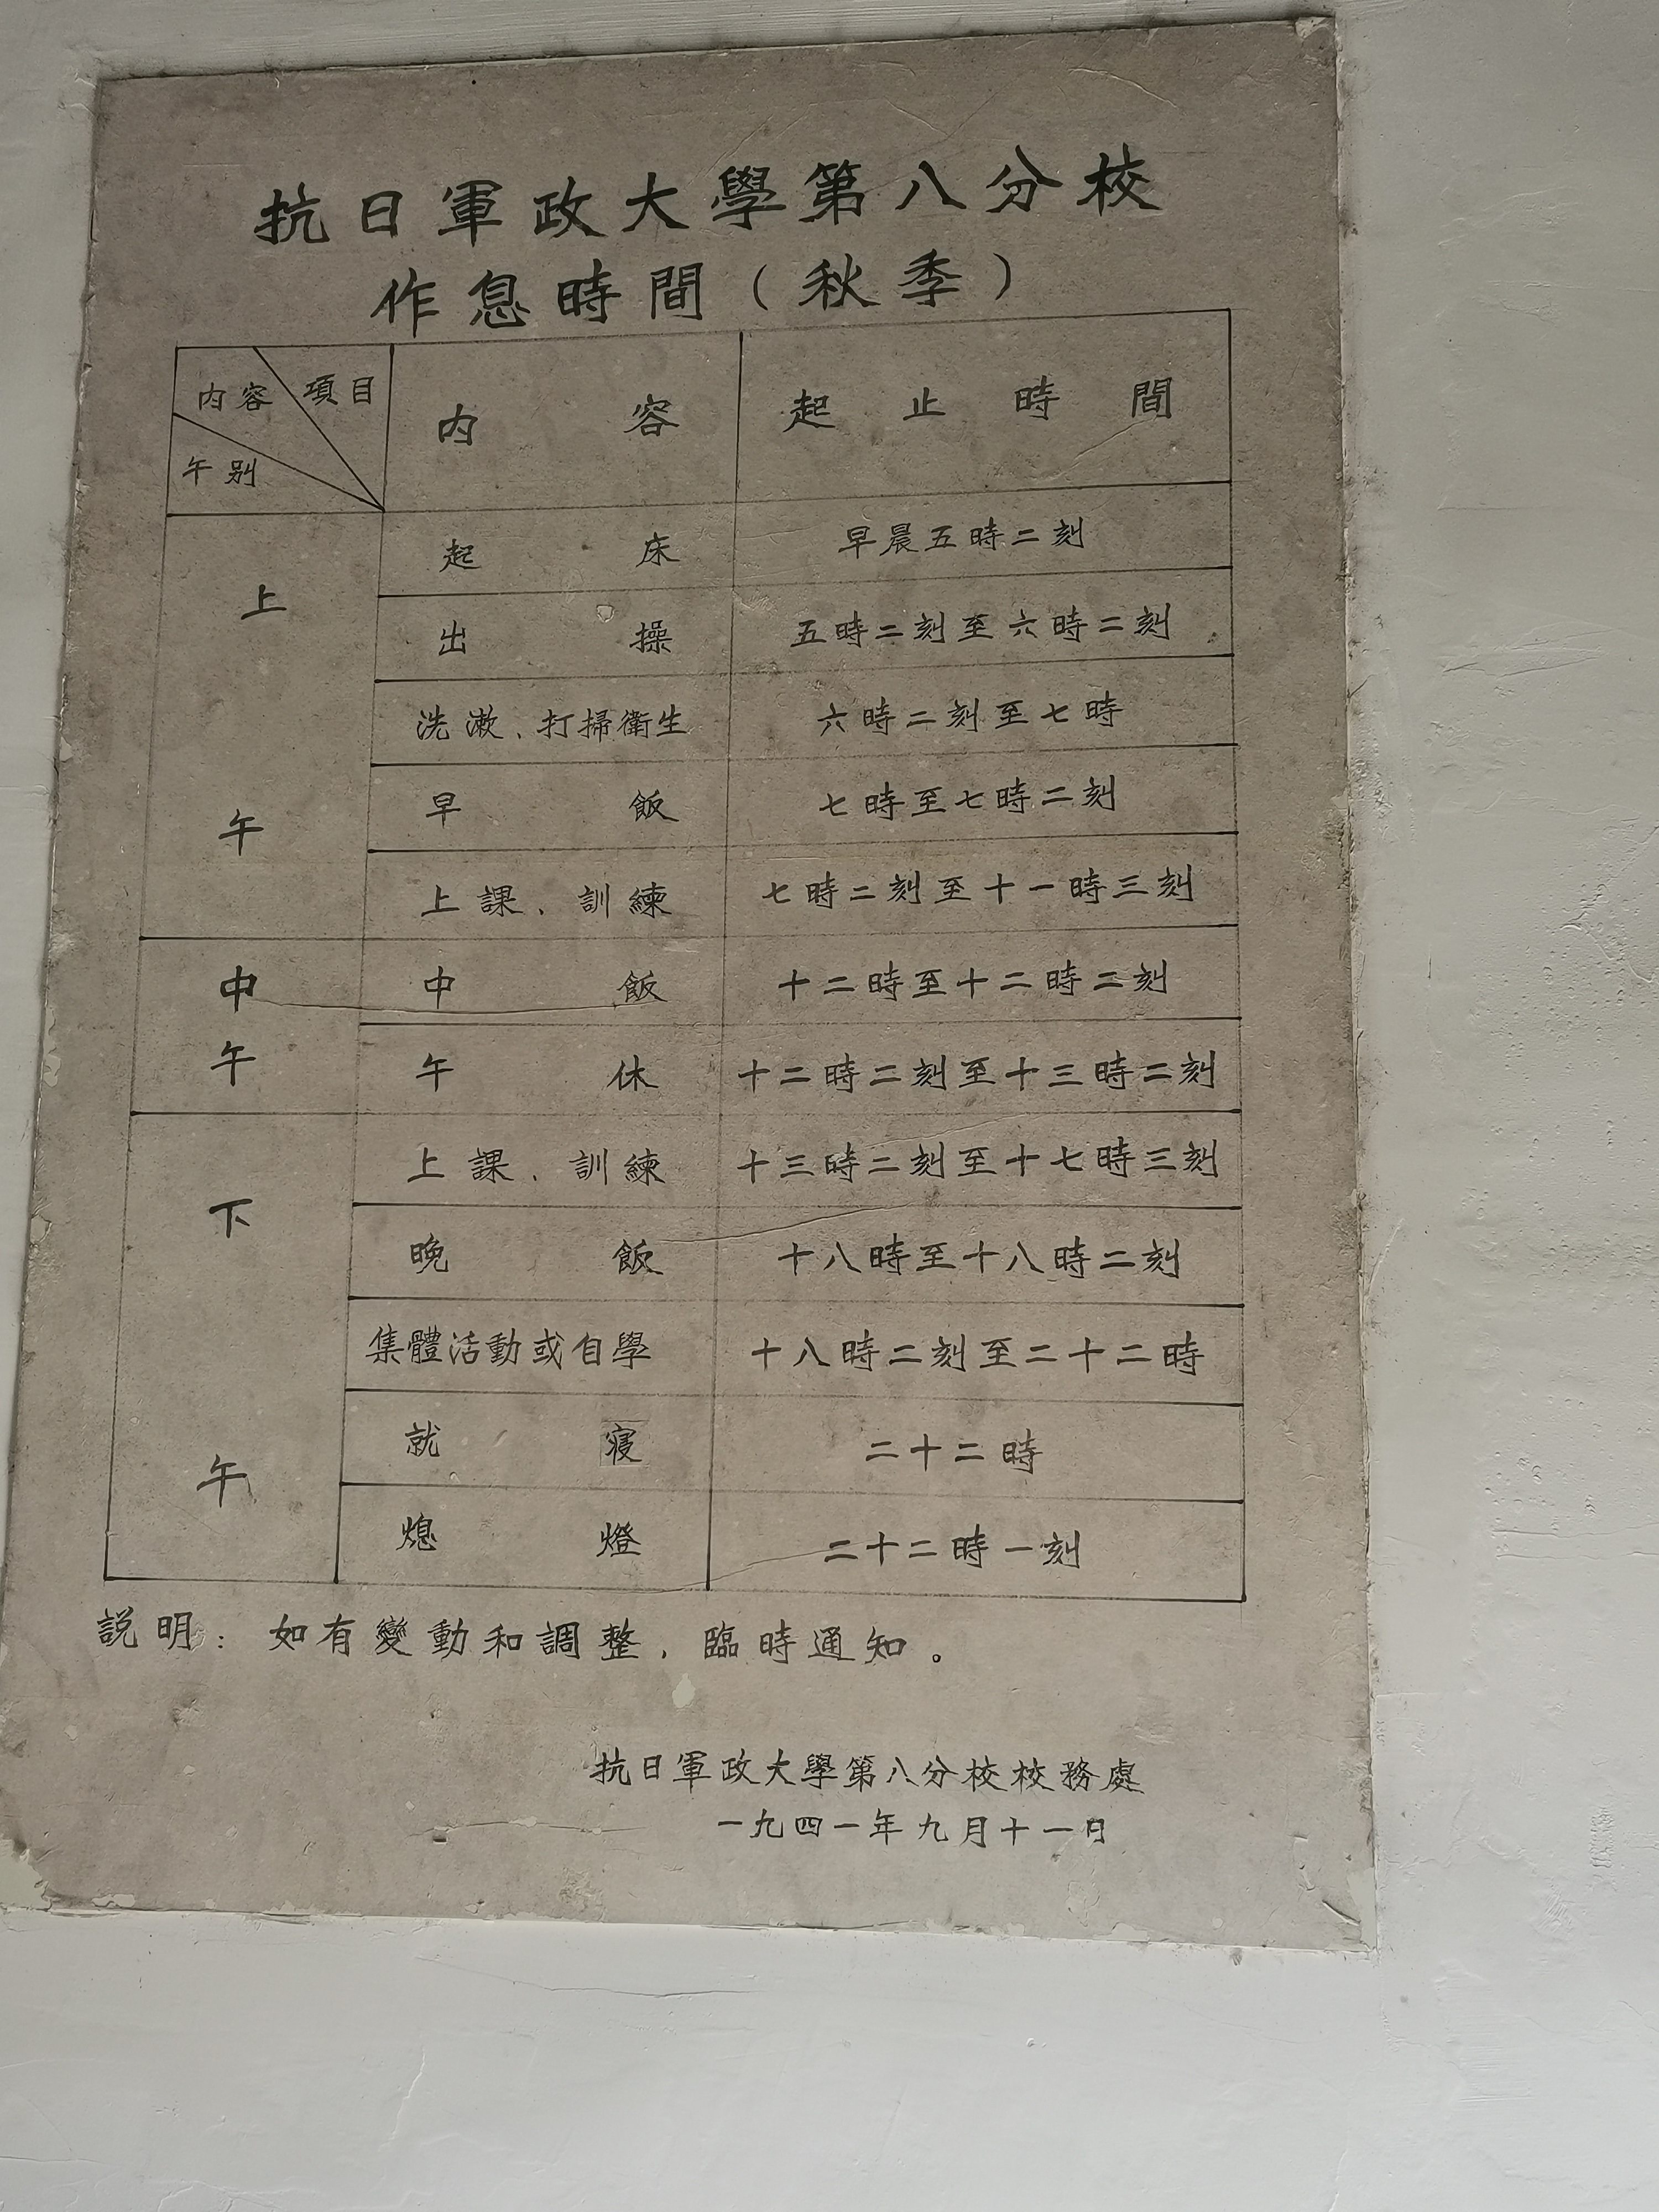 抗日軍政大學第八分校
作息時間（秋季）
内容 項目
午别
内容 起止時間
上午
起床 早晨五時二刻
出操 五時二刻至六時二刻
洗漱、打掃衛生 六時二刻至七時
早飯 七時至七時二刻
上課、訓練 七時二刻至十一時三刻
中午
中飯 十二時至十二時二刻
午休 十二時二刻至十三時二刻
下午
上課、訓練 十三時二刻至十七時三刻
晚飯 十八時至十八時二刻
集體活動或自學 十八時二刻至二十二時
就寢 二十二時
熄燈 二十二時一刻
説明：如有變動和調整，臨時通知。
抗日軍政大學第八分校校務處
一九四一年九月十一日